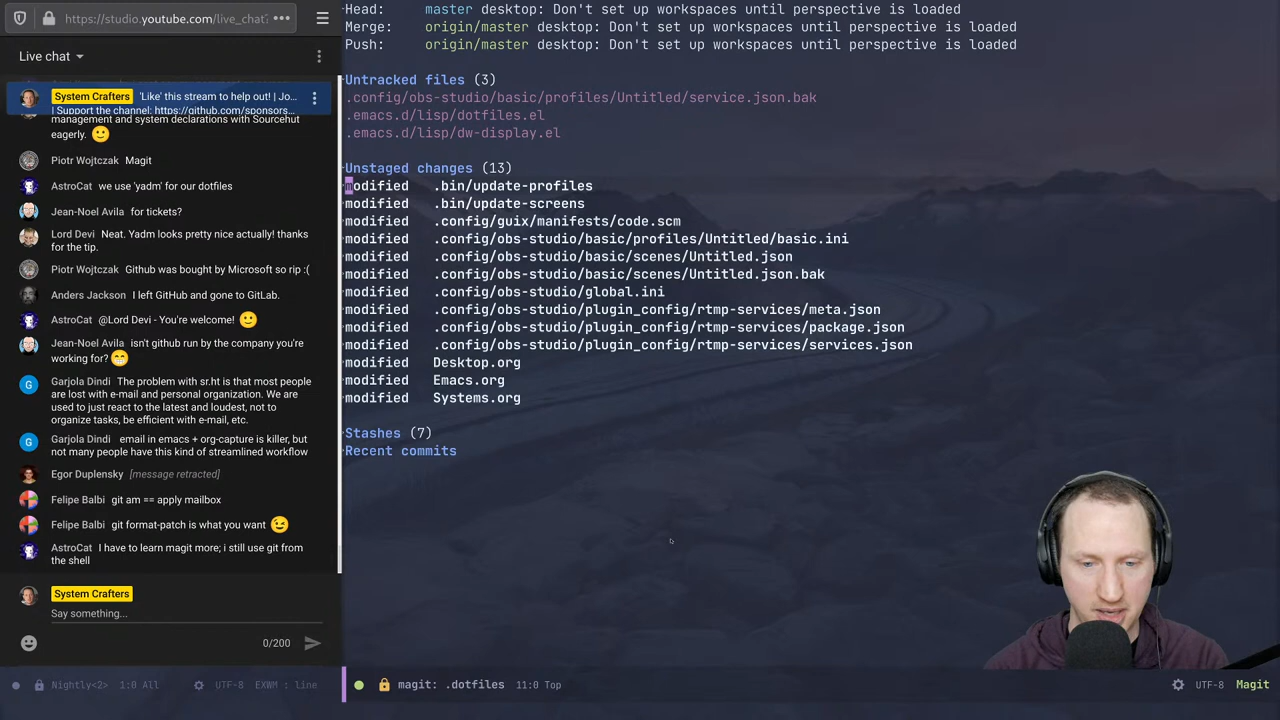 https://studio.youtube.com/live_chat?
Live chat
System Crafters 'Like' this stream to help out! | Jo...
| Support the channel: https://github.com/sponsors...
management and system declarations with Sourcehut
eagerly. 🙂
Piotr Wojtczak Magit
AstroCat we use 'yadm' for our dotfiles
Jean-Noel Avila for tickets?
Lord Devi Neat. Yadm looks pretty nice actually! thanks
for the tip.
Piotr Wojtczak Github was bought by Microsoft so rip :(
Anders Jackson I left GitHub and gone to GitLab.
AstroCat @Lord Devi - You're welcome! 🙂
Jean-Noel Avila isn't github run by the company you're
working for? 😁
G Garjola Dindi The problem with sr.ht is that most people
are lost with e-mail and personal organization. We are
used to just react to the latest and loudest, not to
organize tasks, be efficient with e-mail, etc.
G Garjola Dindi email in emacs + org-capture is killer, but
not many people have this kind of streamlined workflow
Egor Duplensky [message retracted]
Felipe Balbi git am == apply mailbox
Felipe Balbi git format-patch is what you want 😉
AstroCat I have to learn magit more; i still use git from
the shell
System Crafters
Say something...
0/200
Nightly<2> 1:0 All UTF-8 EXWM : line
Head: master desktop: Don't set up workspaces until perspective is loaded
Merge: origin/master desktop: Don't set up workspaces until perspective is loaded
Push: origin/master desktop: Don't set up workspaces until perspective is loaded
Untracked files (3)
.config/obs-studio/basic/profiles/Untitled/service.json.bak
.emacs.d/lisp/dotfiles.el
.emacs.d/lisp/dw-display.el
Unstaged changes (13)
modified .bin/update-profiles
modified .bin/update-screens
modified .config/guix/manifests/code.scm
modified .config/obs-studio/basic/profiles/Untitled/basic.ini
modified .config/obs-studio/basic/scenes/Untitled.json
modified .config/obs-studio/basic/scenes/Untitled.json.bak
modified .config/obs-studio/global.ini
modified .config/obs-studio/plugin_config/rtmp-services/meta.json
modified .config/obs-studio/plugin_config/rtmp-services/package.json
modified .config/obs-studio/plugin_config/rtmp-services/services.json
modified Desktop.org
modified Emacs.org
modified Systems.org
Stashes (7)
Recent commits
magit: .dotfiles 11:0 Top UTF-8 Magit